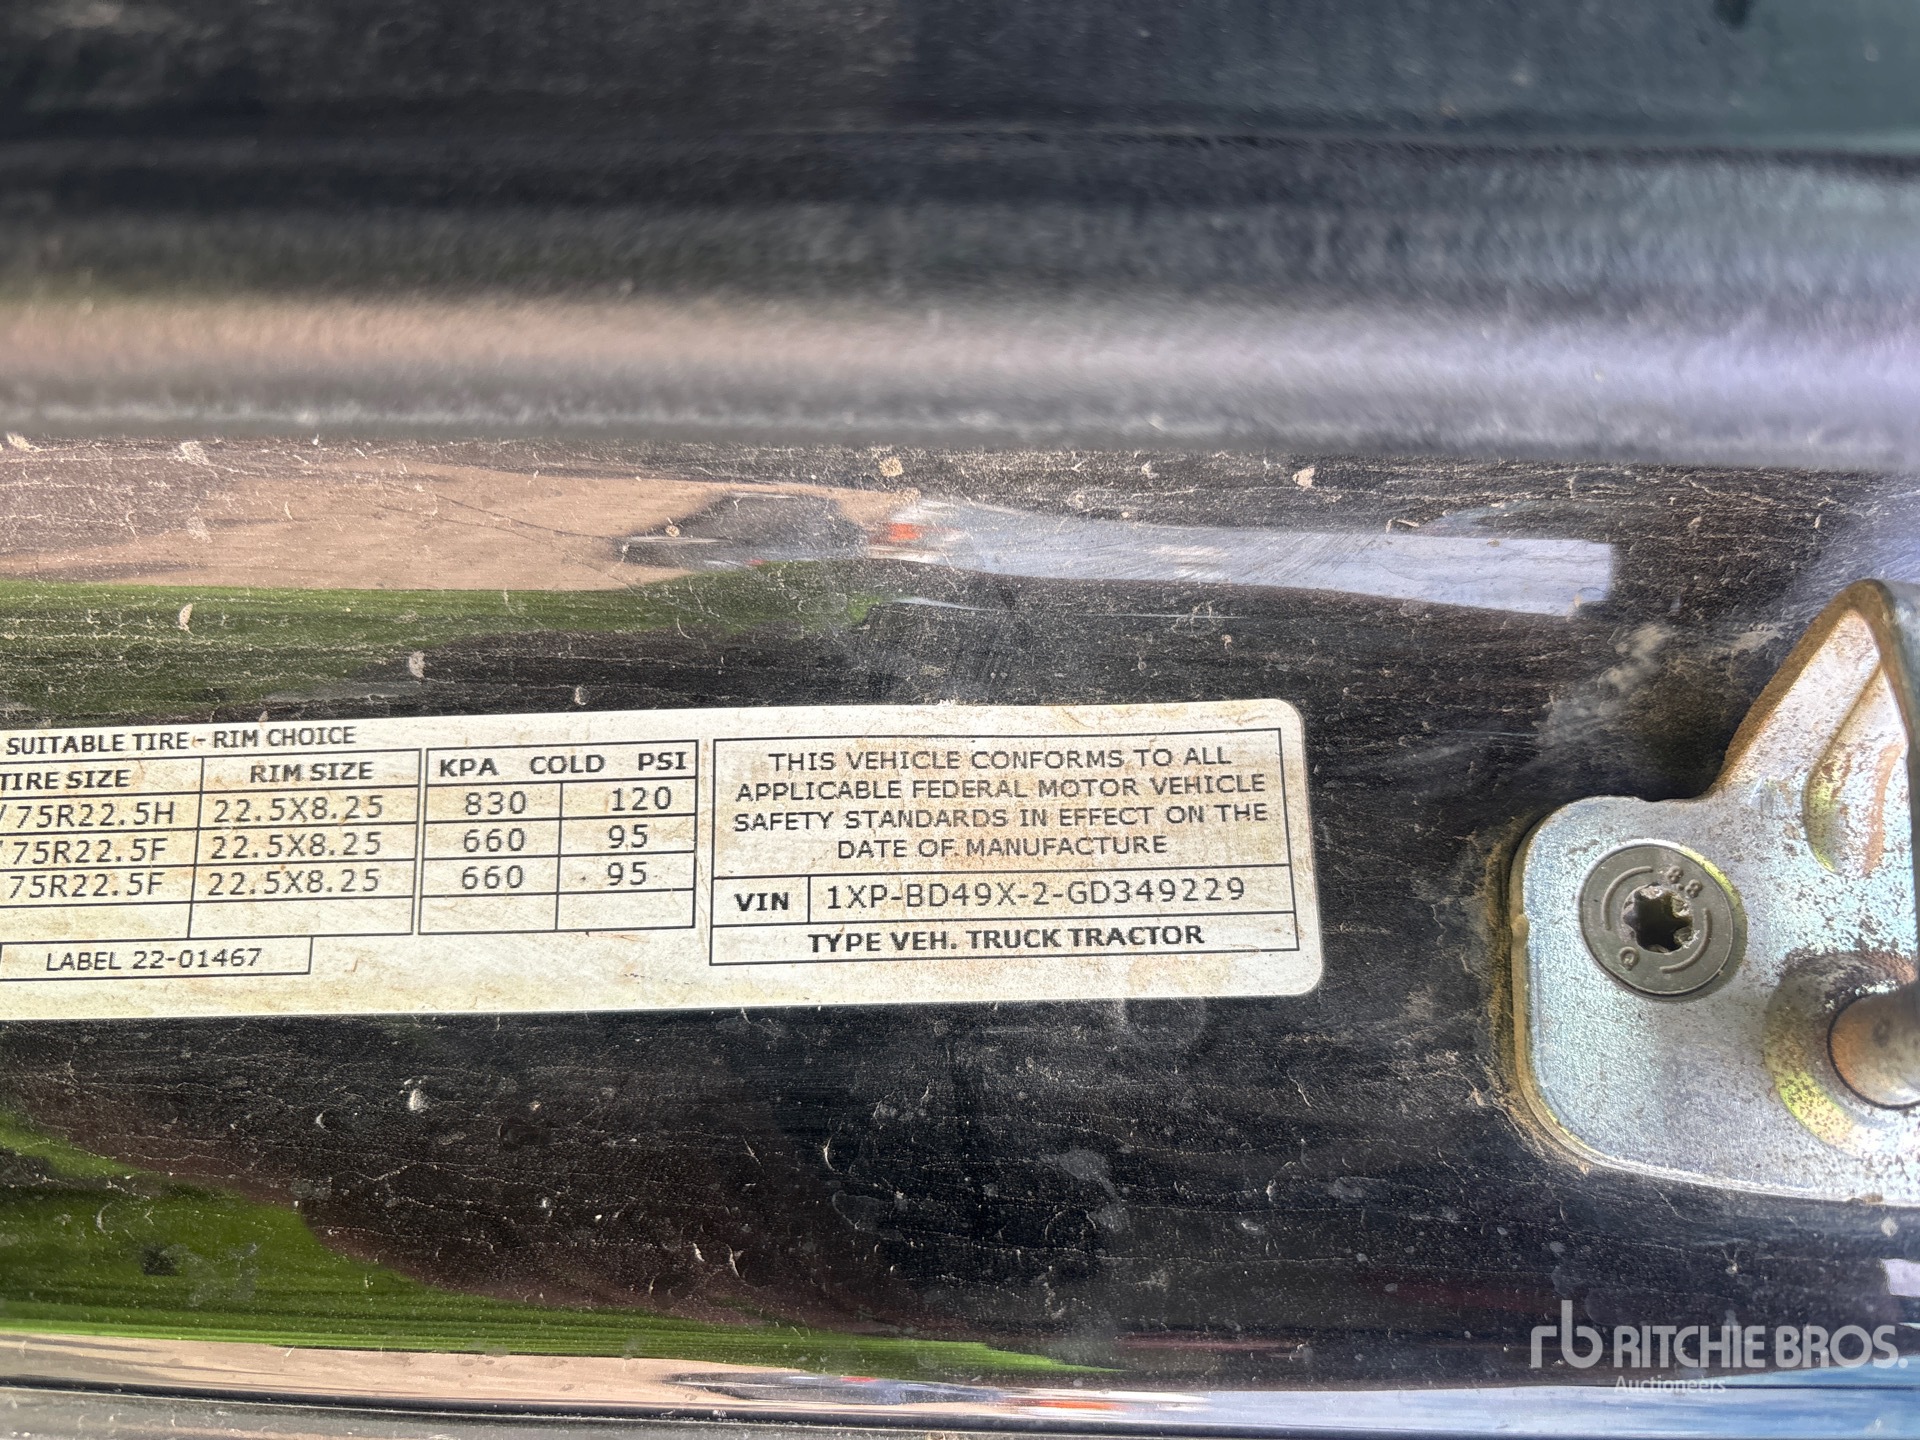 SUITABLE TIRE - RIM CHOICE
TIRE SIZE RIM SIZE KPA COLD PSI
/75R22.5H 22.5X8.25 830 120
/75R22.5F 22.5X8.25 660 95
75R22.5F 22.5X8.25 660 95
LABEL 22-01467
THIS VEHICLE CONFORMS TO ALL
APPLICABLE FEDERAL MOTOR VEHICLE
SAFETY STANDARDS IN EFFECT ON THE
DATE OF MANUFACTURE
VIN 1XP-BD49X-2-GD349229
TYPE VEH. TRUCK TRACTOR
8.8
Q
rb RITCHIE BROS.
Auctioneers